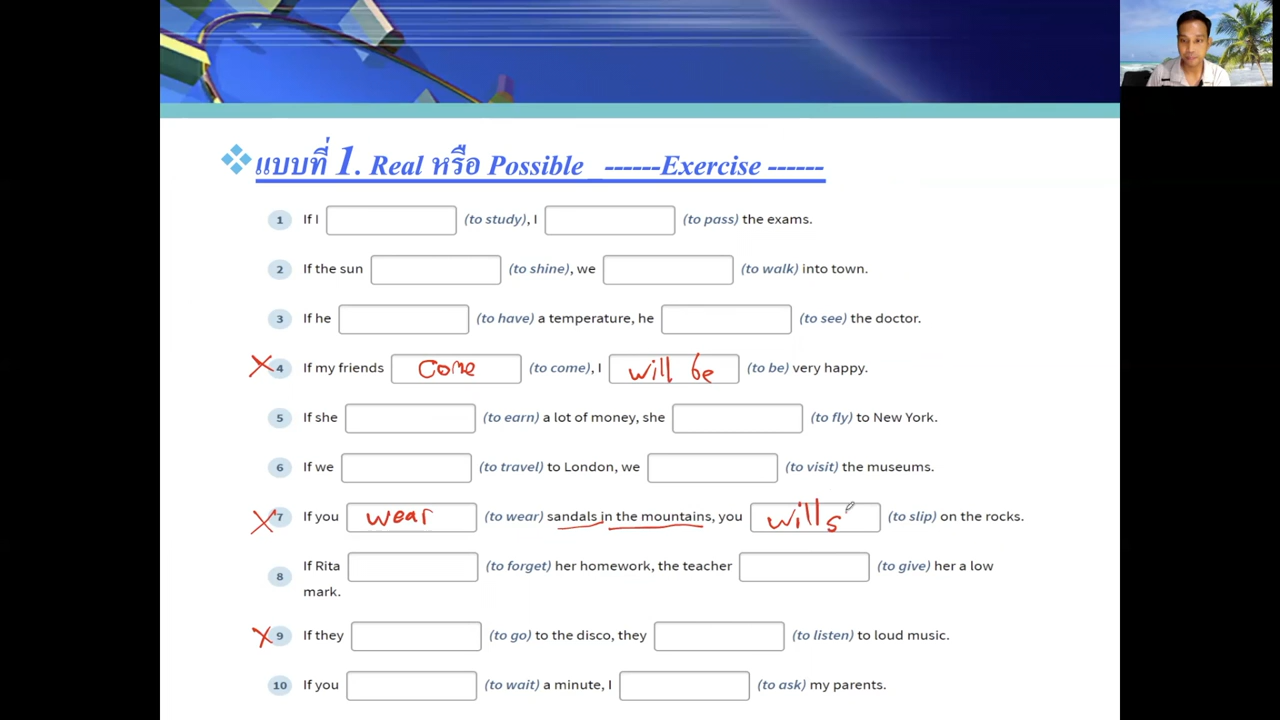 แบบที่ 1. Real หรือ Possible ------Exercise ------
1 If I (to study), I (to pass) the exams.
2 If the sun (to shine), we (to walk) into town.
3 If he (to have) a temperature, he (to see) the doctor.
X 4 If my friends come (to come), I will be (to be) very happy.
5 If she (to earn) a lot of money, she (to fly) to New York.
6 If we (to travel) to London, we (to visit) the museums.
X 7 If you wear (to wear) sandals in the mountains, you will s (to slip) on the rocks.
8 If Rita (to forget) her homework, the teacher (to give) her a low
mark.
X 9 If they (to go) to the disco, they (to listen) to loud music.
10 If you (to wait) a minute, I (to ask) my parents.